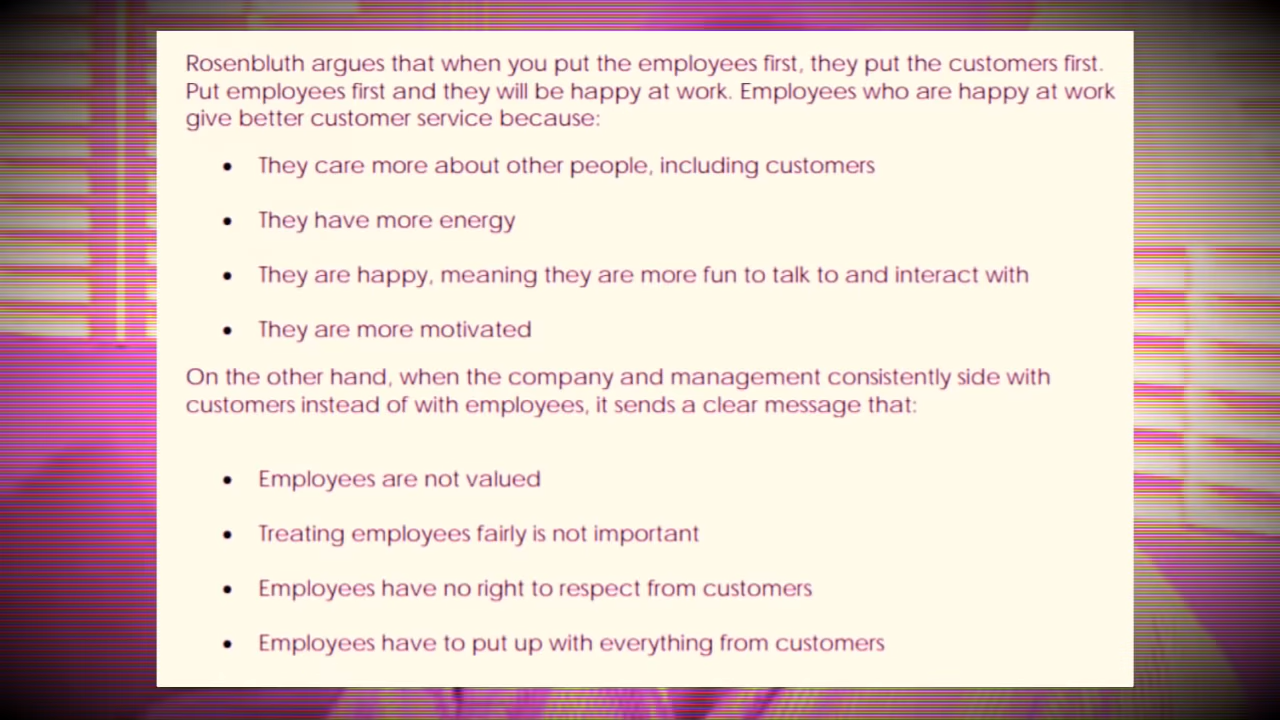 Rosenbluth argues that when you put the employees first, they put the customers first.
Put employees first and they will be happy at work. Employees who are happy at work
give better customer service because:
• They care more about other people, including customers
• They have more energy
• They are happy, meaning they are more fun to talk to and interact with
• They are more motivated
On the other hand, when the company and management consistently side with
customers instead of with employees, it sends a clear message that:
• Employees are not valued
• Treating employees fairly is not important
• Employees have no right to respect from customers
• Employees have to put up with everything from customers